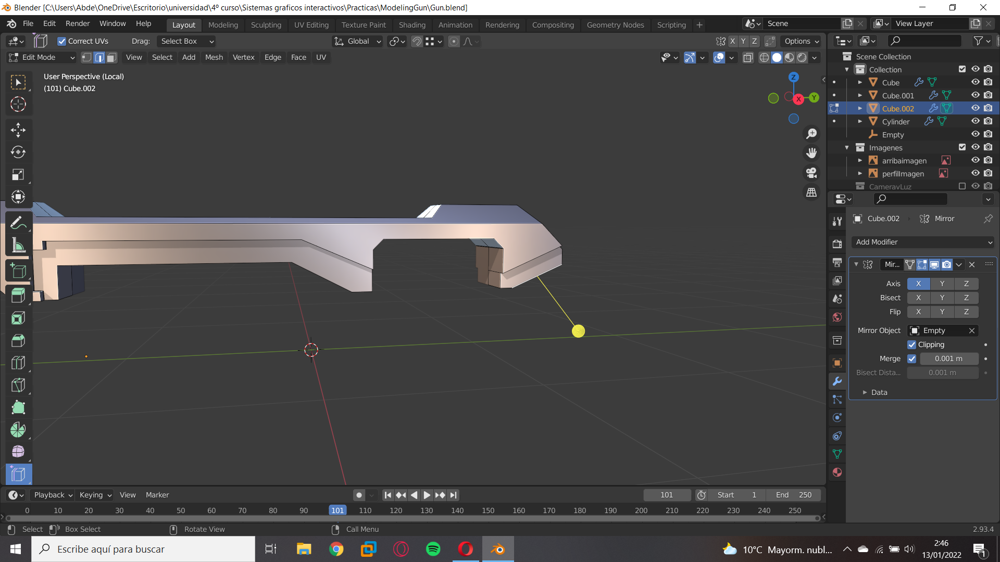 Blender [C:\Users\Abde\OneDrive\Escritorio\universidad\4º curso\Sistemas graficos interactivos\Practicas\ModelingGun\Gun.blend]
File Edit Render Window Help Layout Modeling Sculpting UV Editing Texture Paint Shading Animation Rendering Compositing Geometry Nodes Scripting + Scene View Layer
Correct UVs Drag: Select Box Global X Y Z Options
Edit Mode View Select Add Mesh Vertex Edge Face UV
User Perspective (Local)
(101) Cube.002
Z
X Y
Scene Collection
Collection
Cube
Cube.001
Cube.002
Cylinder
Empty
Imagenes
arribaimagen
perfilImagen
CameravLuz
Cube.002 Mirror
Add Modifier
Mir...
Axis X Y Z
Bisect X Y Z
Flip X Y Z
Mirror Object Empty
Clipping
Merge 0.001 m
Bisect Dista... 0.001 m
Data
Playback Keying View Marker 101 Start 1 End 250
0 10 20 30 40 50 60 70 80 90 101 110 120 130 140 150 160 170 180 190 200 210 220 230 240 250
Select Box Select Rotate View Call Menu 2.93.4
Escribe aquí para buscar
10°C Mayorm. nubl...
2:46
13/01/2022
1